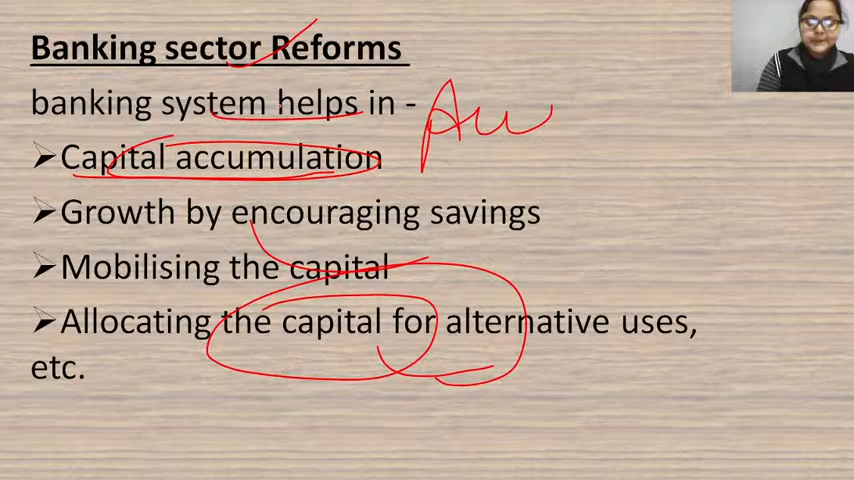 Banking sector Reforms
banking system helps in -
➢Capital accumulation
➢Growth by encouraging savings
➢Mobilising the capital
➢Allocating the capital for alternative uses,
etc.